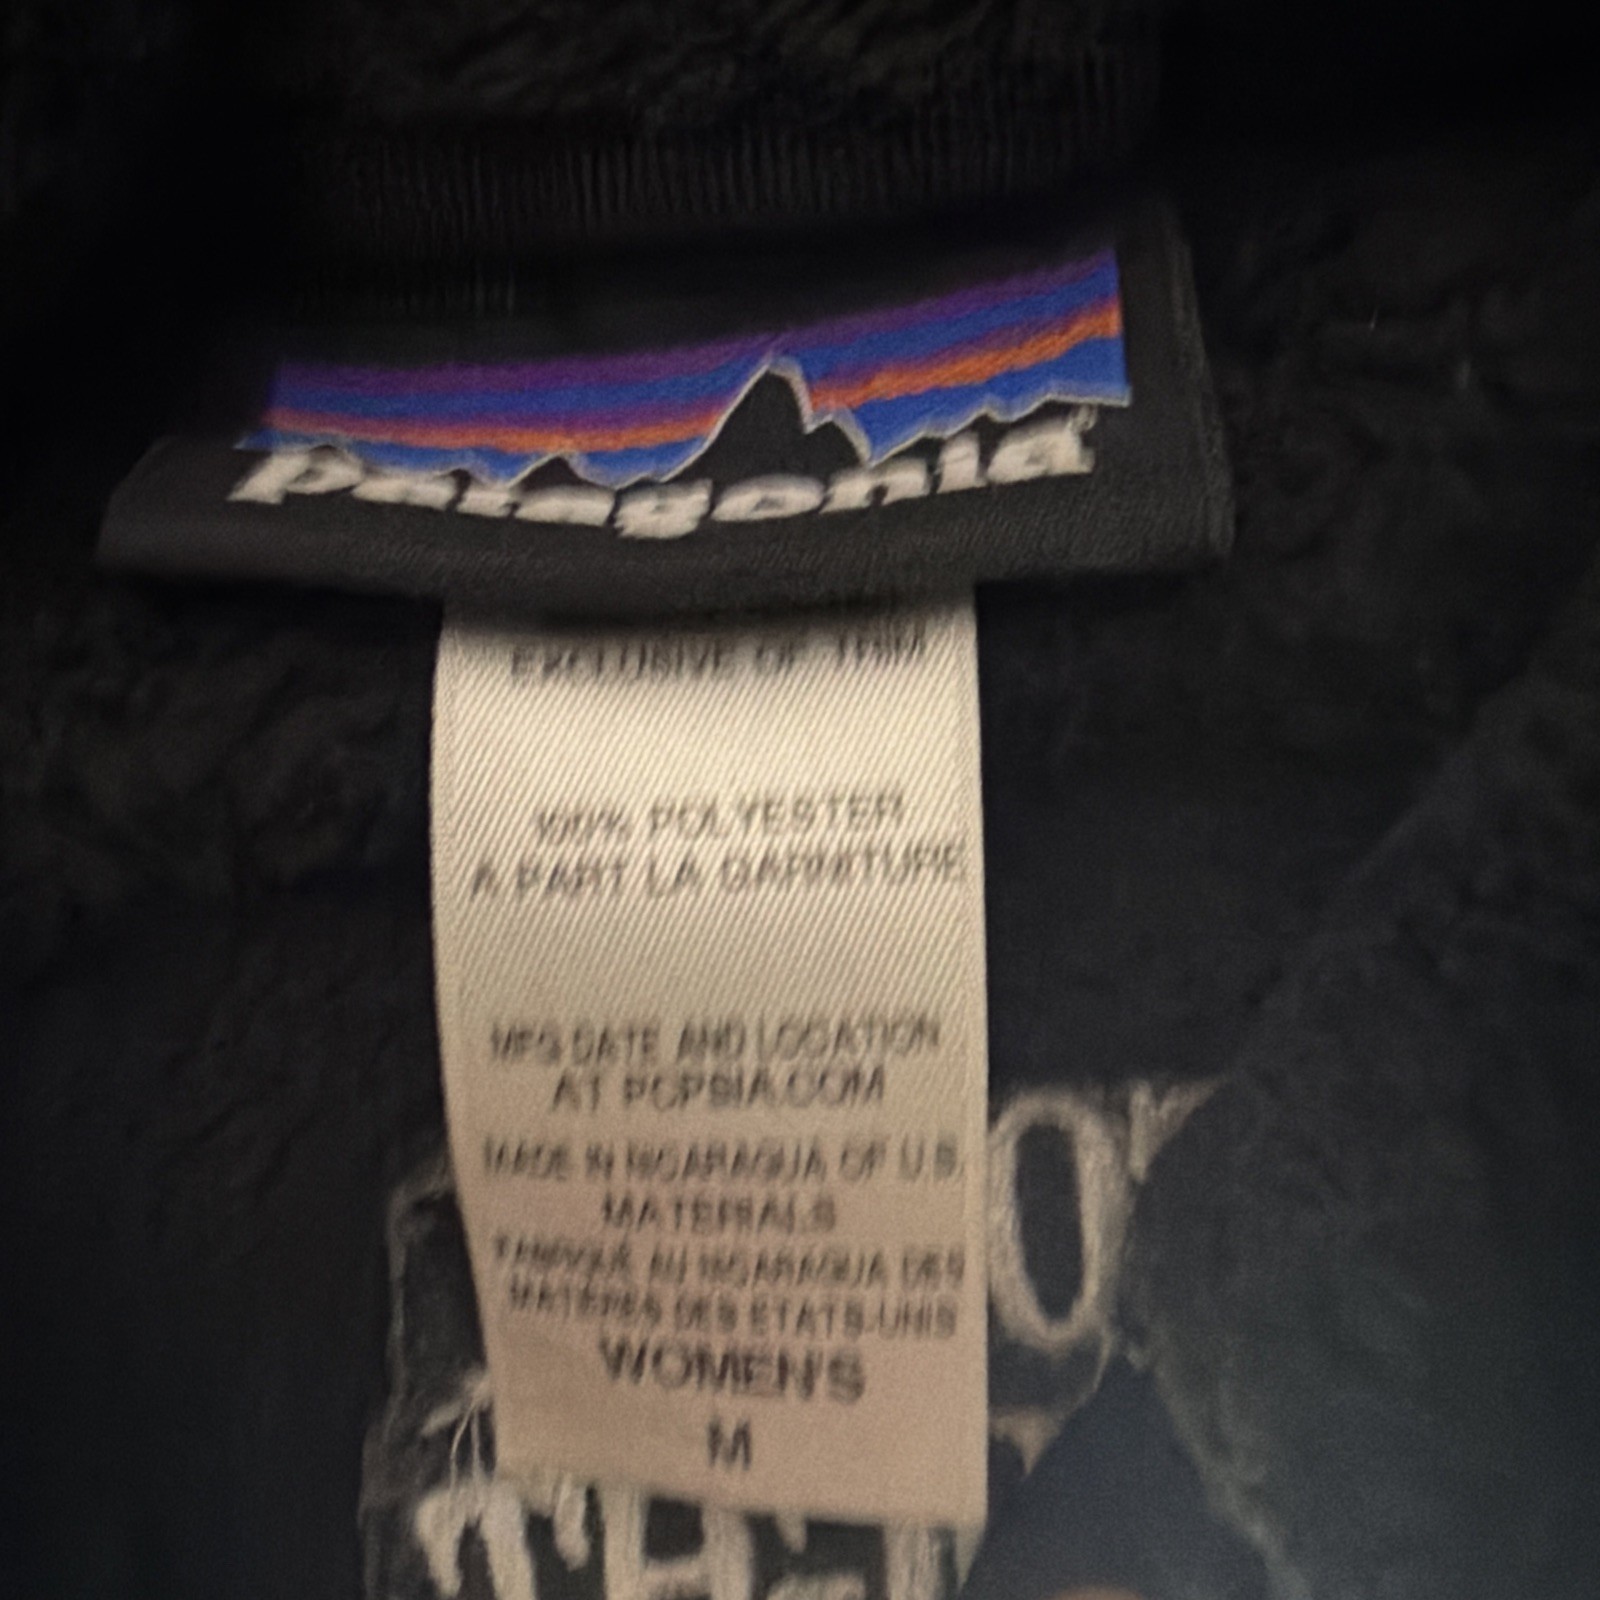 patagonia
EXCLUSIVE OF TRIM
100% POLYESTER
A PART LA GARNITURE
MFG DATE AND LOCATION
AT PCPSIA.COM
MADE IN NICARAGUA OF U.S.
MATERIALS
FABRIQUÉ AU NICARAGUA DES
MATIERES DES ETATS-UNIS
WOMEN'S
M